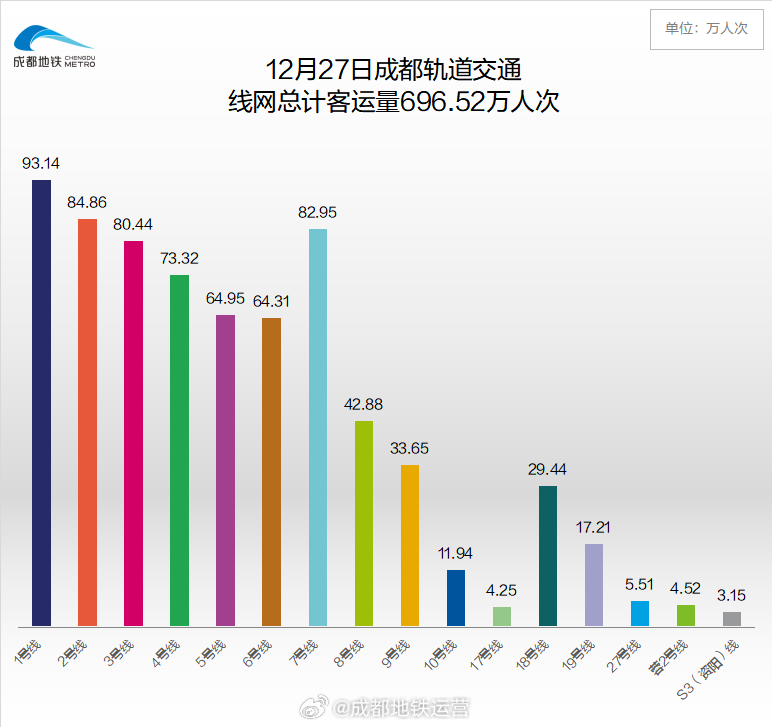 成都地铁 CHENGDU METRO
单位：万人次
12月27日成都轨道交通
线网总计客运量696.52万人次
93.14
84.86
80.44
73.32
64.95
64.31
82.95
42.88
33.65
11.94
4.25
29.44
17.21
5.51
4.52
3.15
1号线
2号线
3号线
4号线
5号线
6号线
7号线
8号线
9号线
10号线
17号线
18号线
19号线
27号线
蓉2号线
S3（资阳）线
@成都地铁运营